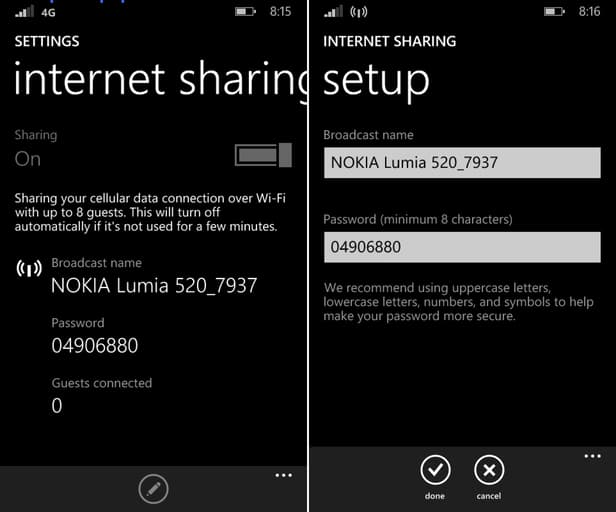 4G
8:15
SETTINGS
internet sharing
Sharing
On
Sharing your cellular data connection over Wi-Fi
with up to 8 guests. This will turn off
automatically if it's not used for a few minutes.
Broadcast name
NOKIA Lumia 520_7937
Password
04906880
Guests connected
0
8:16
INTERNET SHARING
setup
Broadcast name
NOKIA Lumia 520_7937
Password (minimum 8 characters)
04906880
We recommend using uppercase letters,
lowercase letters, numbers, and symbols to help
make your password more secure.
done
cancel